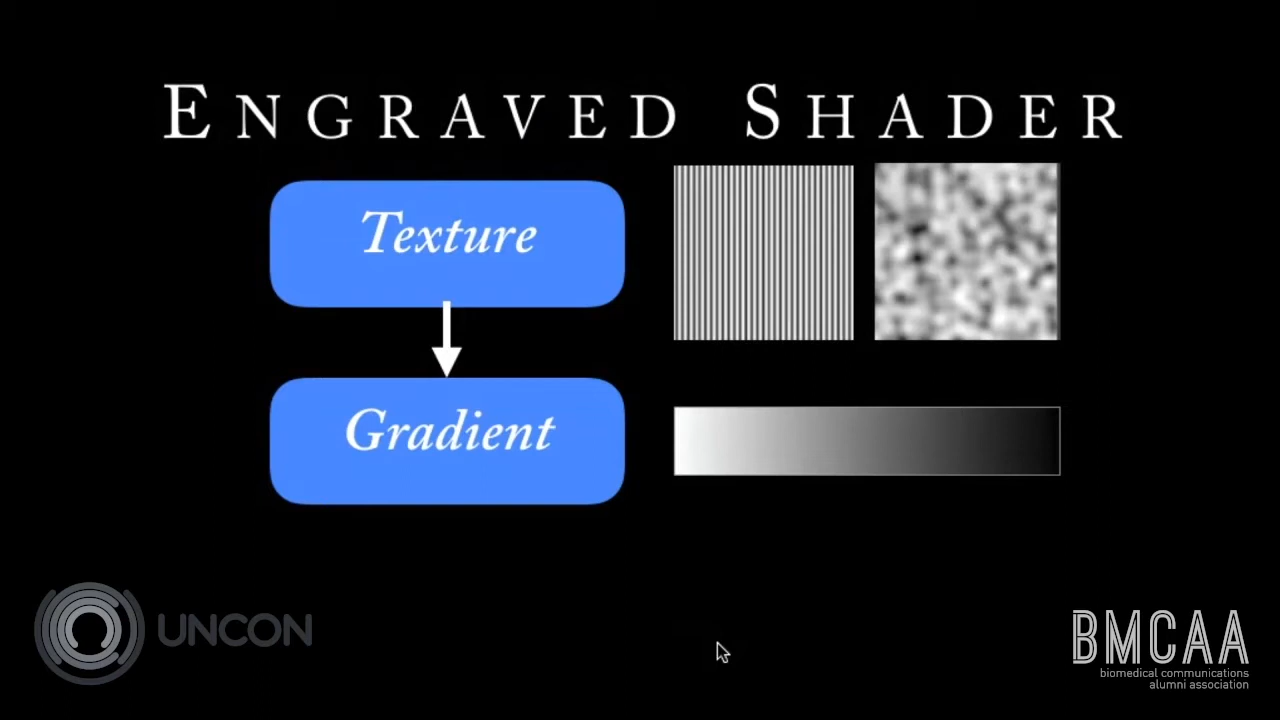 ENGRAVED SHADER
Texture
Gradient
UNCON
BMCAA
biomedical communications
alumni association